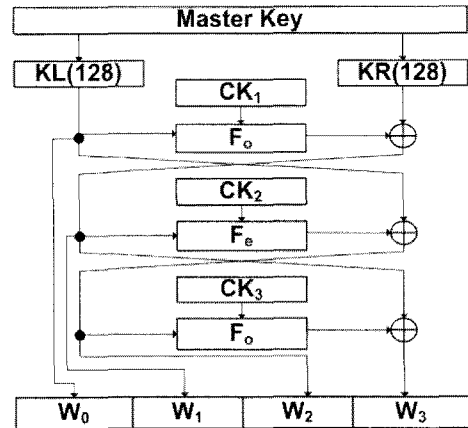 Master Key
KL(128)
KR(128)
CK₁
Fₒ
CK₂
Fₑ
CK₃
Fₒ
W₀ W₁ W₂ W₃